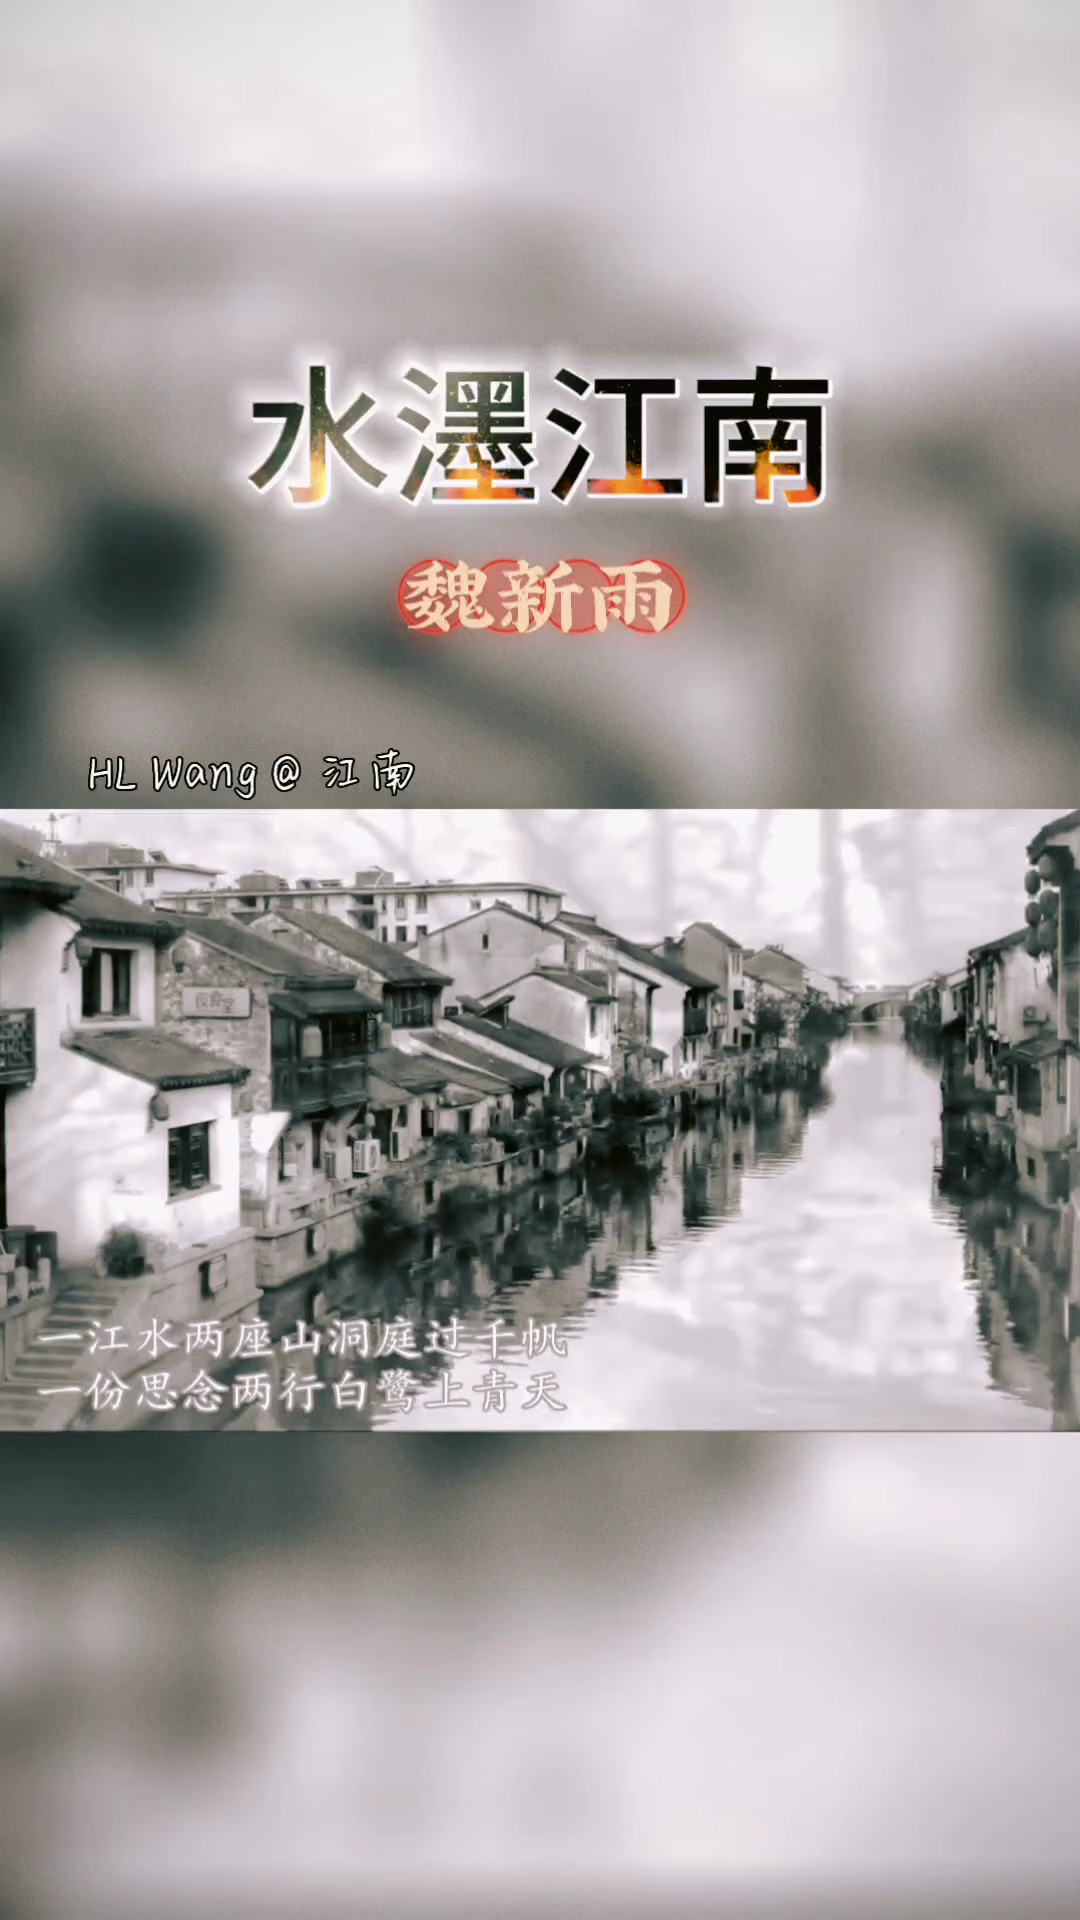 水濹江南
魏新雨
HL Wang @ 江南
一江水两座山洞庭过千帆
一份思念两行白鹭上青天